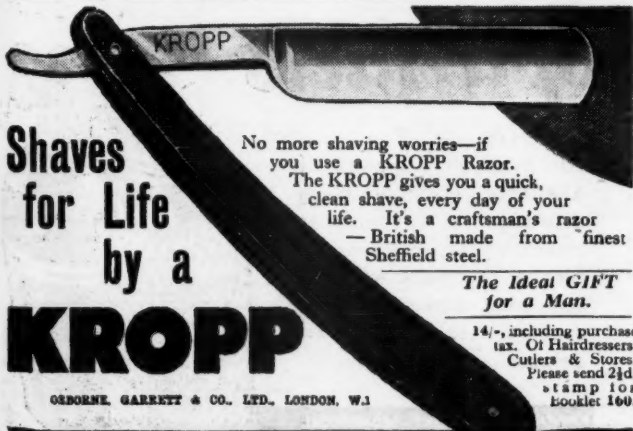 KROPP
Shaves
for Life
by a
KROPP
No more shaving worries—if
you use a KROPP Razor.
The KROPP gives you a quick,
clean shave, every day of your
life. It's a craftsman's razor
— British made from finest
Sheffield steel.
The Ideal GIFT
for a Man.
14/-, including purchase
tax. Of Hairdressers
Cutlers & Stores
Please send 2½d
stamp for
Booklet 160
OSBORNE, GARRETT & CO., LTD., LONDON, W.1